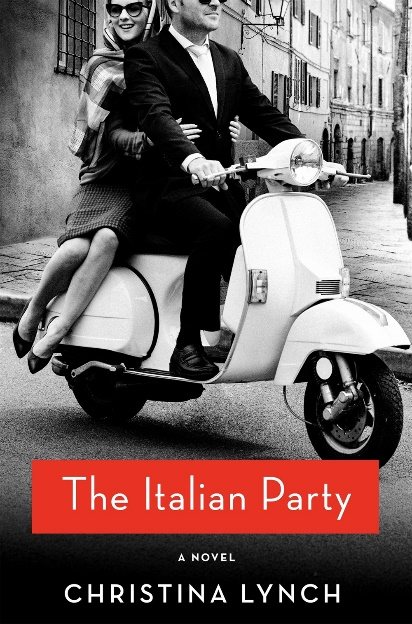 The Italian Party
A NOVEL
CHRISTINA LYNCH